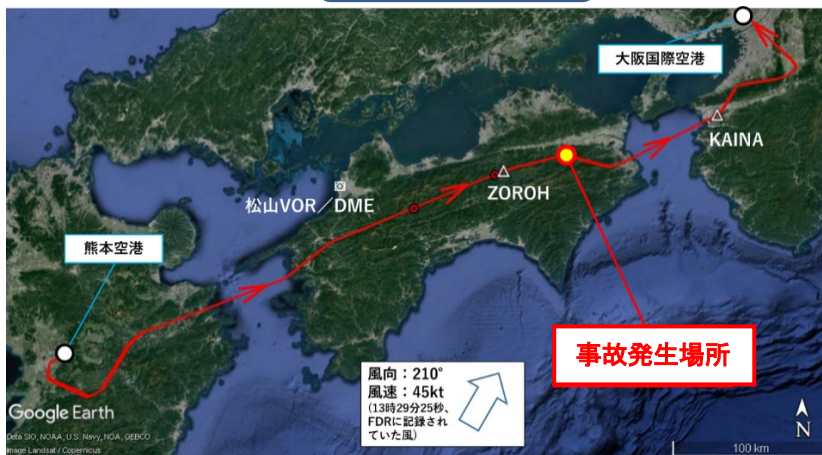 大阪国際空港
KAINA
ZOROH
松山VOR／DME
熊本空港
事故発生場所
風向：210°
風速：45kt
(13時29分25秒、
FDRに記録され
ていた風)
Google Earth
Data SIO, NOAA, U.S. Navy, NGA, GEBCO
Image Landsat / Copernicus
N
100 km